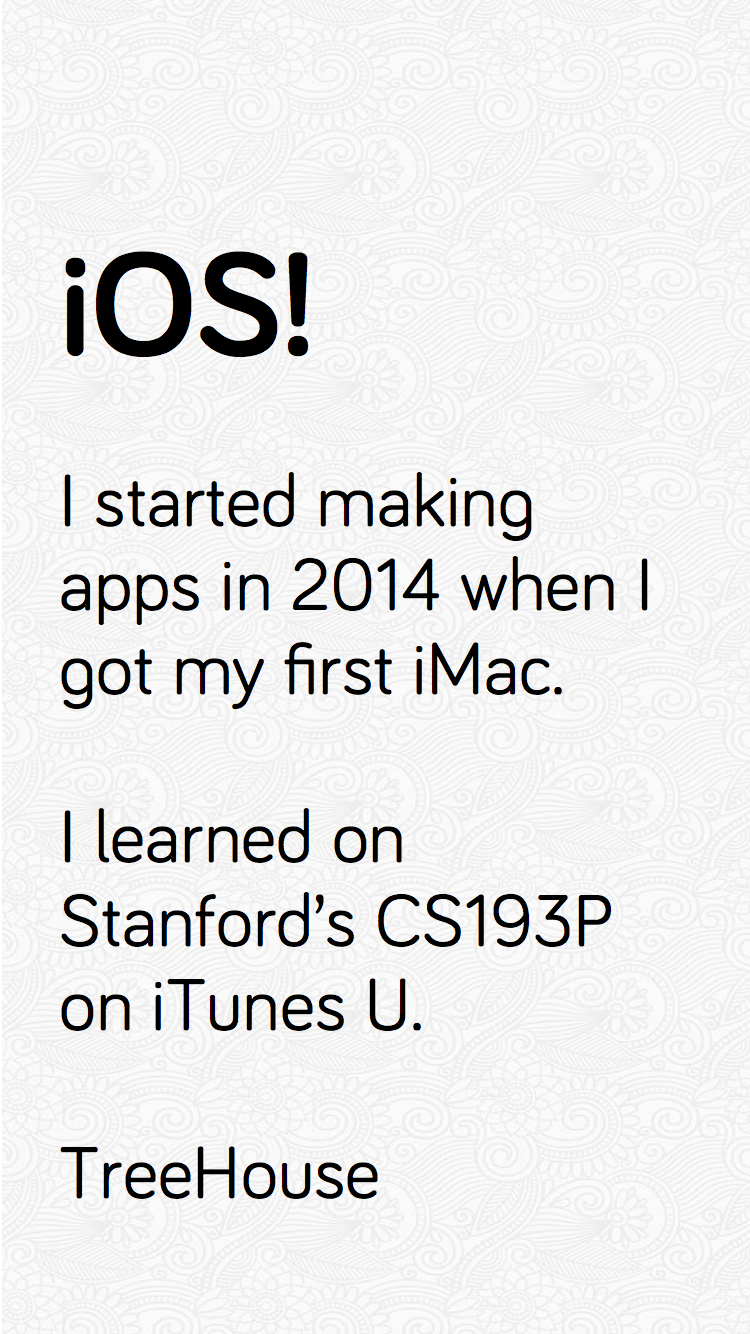 iOS!
I started making
apps in 2014 when I
got my first iMac.
I learned on
Stanford’s CS193P
on iTunes U.
TreeHouse